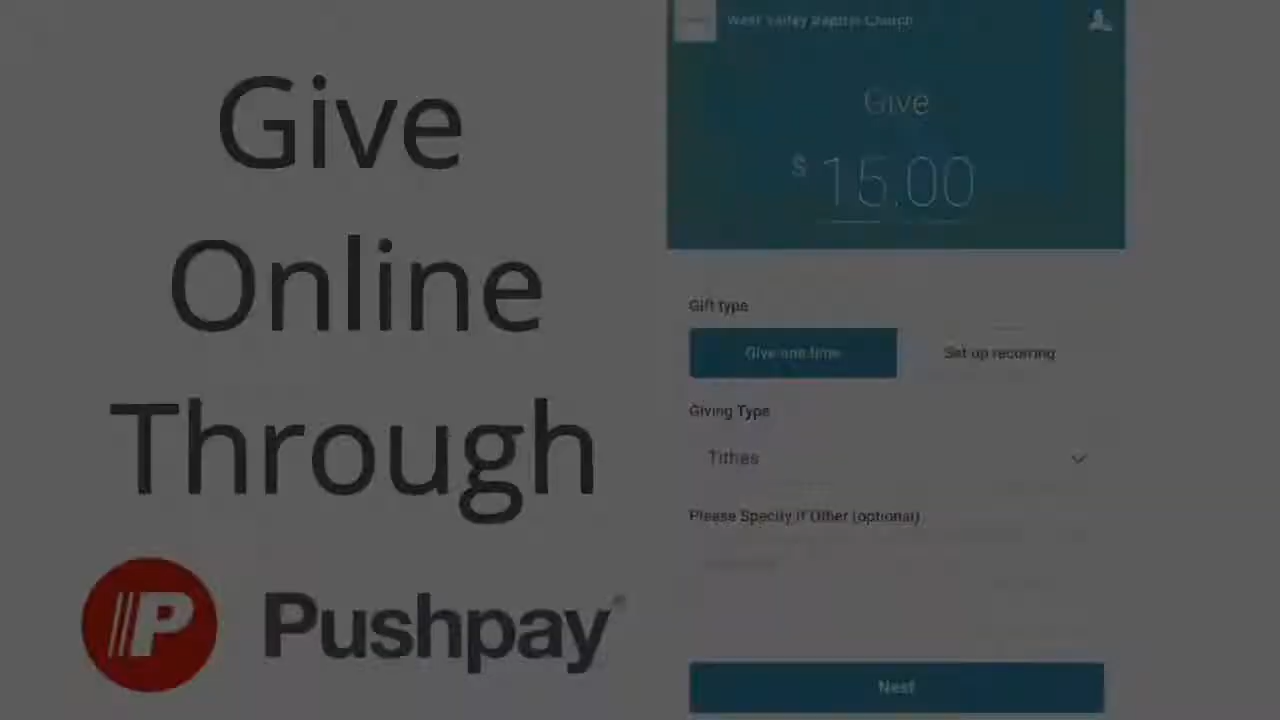 Give
Online
Through
P Pushpay
West Valley Baptist Church
Give
$ 15.00
Gift type
Give one time
Set up recurring
Giving Type
Tithes
Please Specify If Other (optional)
Next